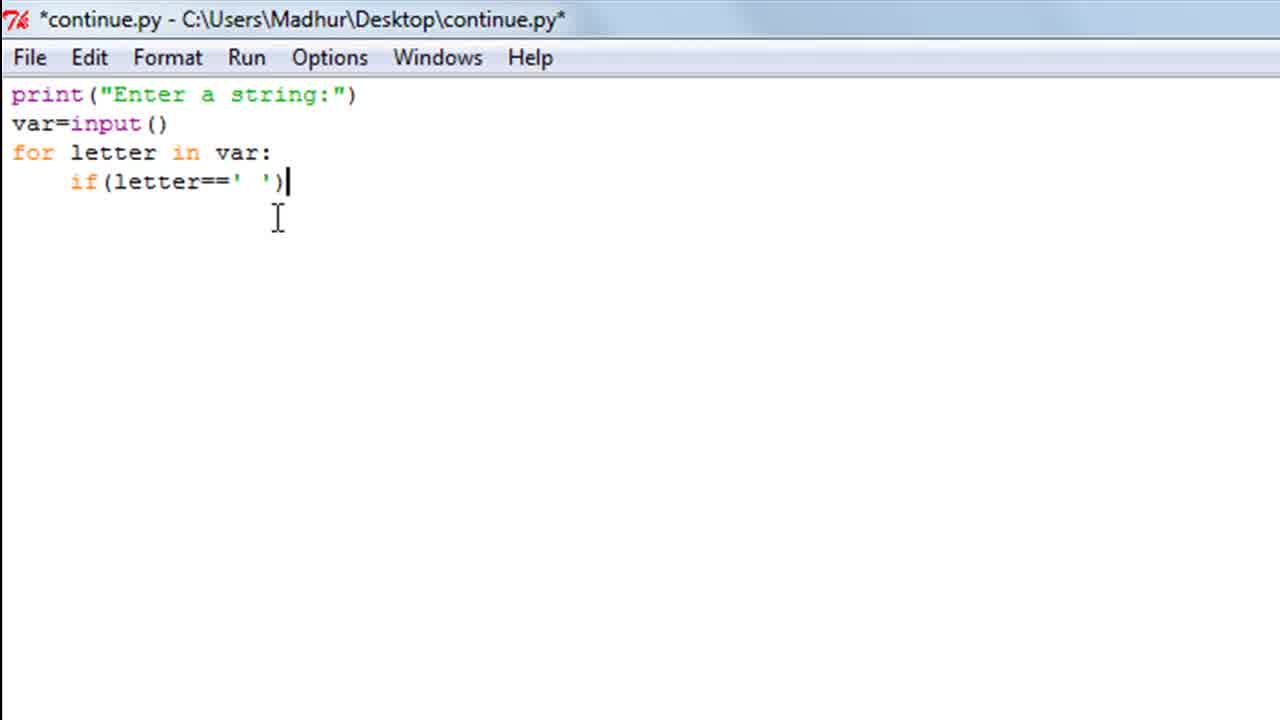 *continue.py - C:\Users\Madhur\Desktop\continue.py*
File Edit Format Run Options Windows Help
print("Enter a string:")
var=input()
for letter in var:
    if(letter==' ')